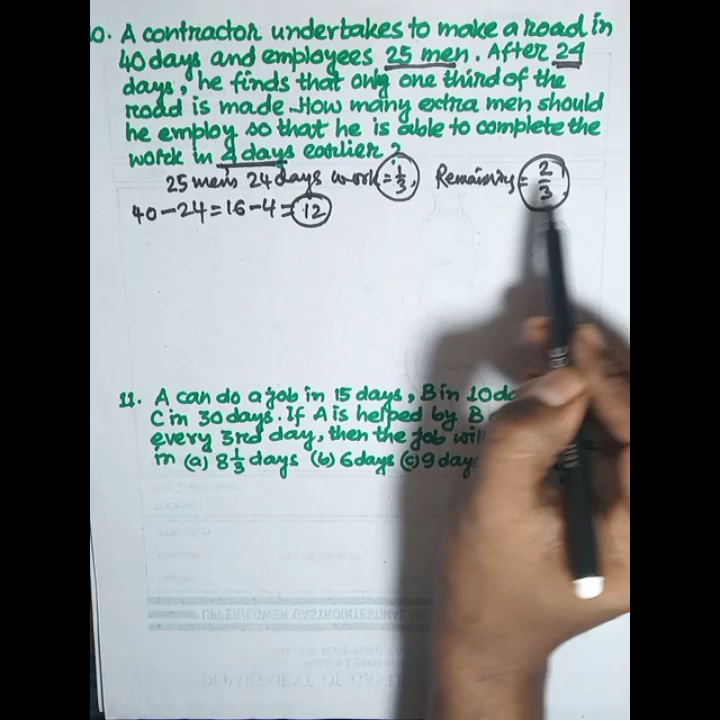 0. A contractor undertakes to make a road in
40 days and employees 25 men. After 24
days, he finds that only one third of the
road is made. How many extra men should
he employ so that he is able to complete the
work in 4 days earlier?
25 men's 24 days work = 1/3, Remaining = 2/3
40-24=16-4=12
11. A can do a job in 15 days, B in 10 da
C in 30 days. If A is helped by B
every 3rd day, then the job wil
in (a) 8 1/3 days (b) 6 days (c) 9 day